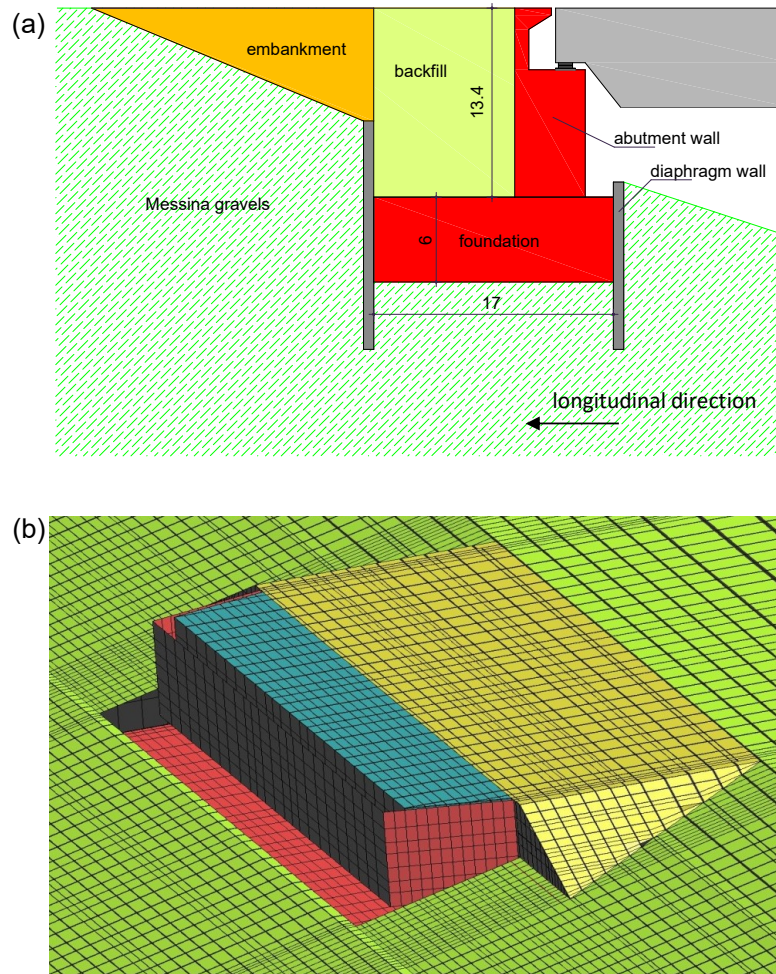 (a)
embankment
backfill
13.4
abutment wall
diaphragm wall
Messina gravels
6
foundation
17
longitudinal direction
(b)